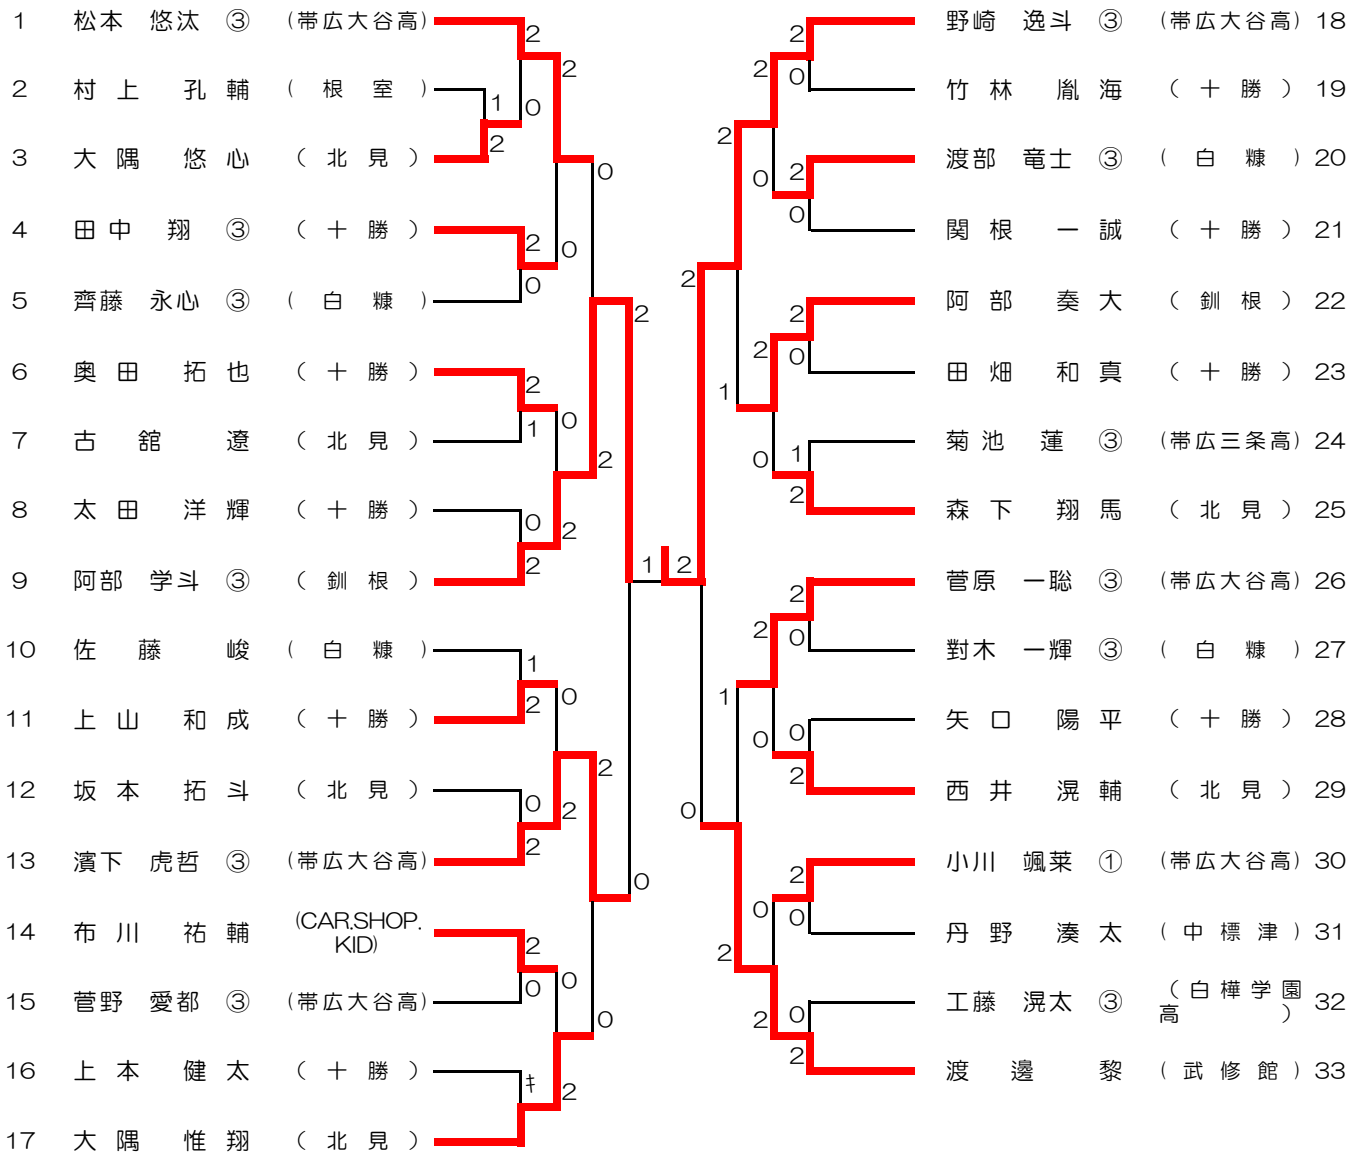 1 松本 悠汰 ③ (帯広大谷高)
2 村上 孔輔 (根室)
3 大隅 悠心 (北見)
4 田中 翔 ③ (十勝)
5 齊藤 永心 ③ (白糠)
6 奥田 拓也 (十勝)
7 古舘 遼 (北見)
8 太田 洋輝 (十勝)
9 阿部 学斗 ③ (釧根)
10 佐藤 峻 (白糠)
11 上山 和成 (十勝)
12 坂本 拓斗 (北見)
13 濱下 虎哲 ③ (帯広大谷高)
14 布川 祐輔 (CAR.SHOP.
KID)
15 菅野 愛都 ③ (帯広大谷高)
16 上本 健太 (十勝)
17 大隅 惟翔 (北見)
2
1
2
0
2
2
0
0
0
2
1
0
0
2
2
2
2
1
2
0
0
2
2
2
2
0
0
キ
2
0
0
1
2
野崎 逸斗 ③ (帯広大谷高) 18
竹林 胤海 (十勝) 19
渡部 竜士 ③ (白糠) 20
関根 一誠 (十勝) 21
阿部 奏大 (釧根) 22
田畑 和真 (十勝) 23
菊池 蓮 ③ (帯広三条高) 24
森下 翔馬 (北見) 25
菅原 一聡 ③ (帯広大谷高) 26
對木 一輝 ③ (白糠) 27
矢口 陽平 (十勝) 28
西井 滉輔 (北見) 29
小川 颯菜 ① (帯広大谷高) 30
丹野 湊太 (中標津) 31
工藤 滉太 ③ (白樺学園
高) 32
渡邊 黎 (武修館) 33
2
0
2
2
0
2
0
2
2
0
2
1
0
1
2
2
0
2
1
0
0
2
0
2
0
0
2
2
0
2